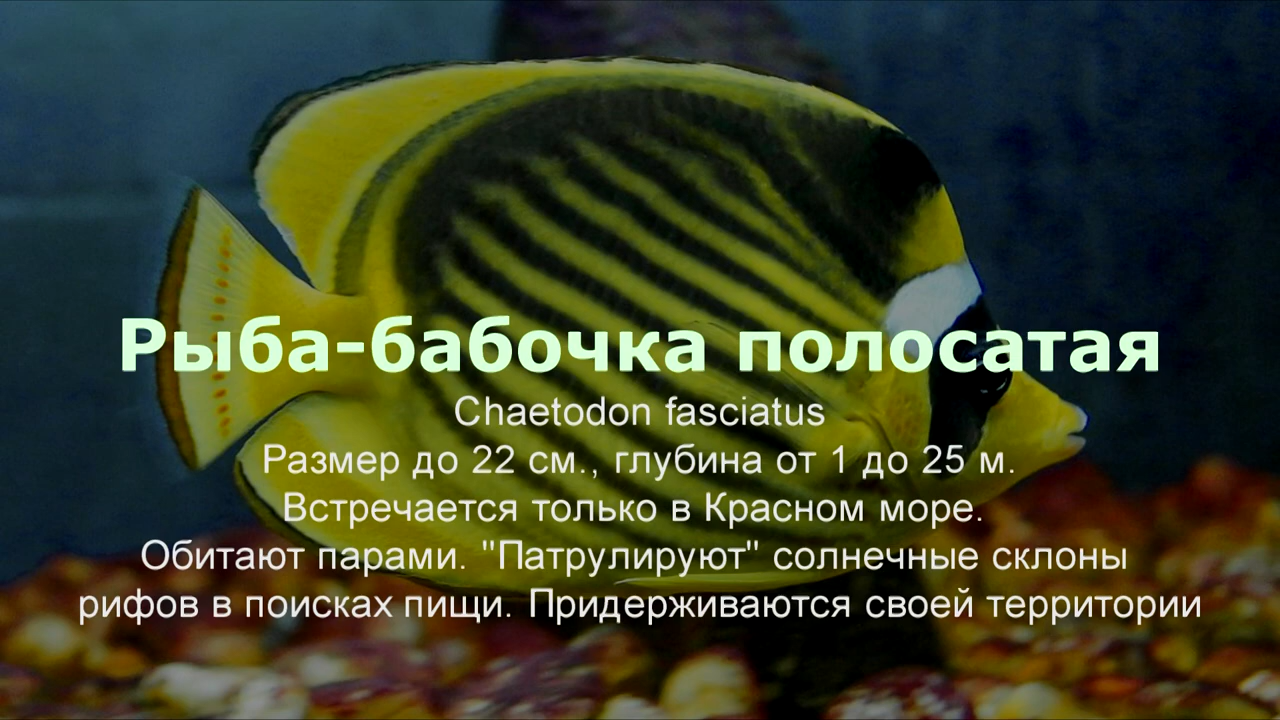 Рыба-бабочка полосатая
Chaetodon fasciatus
Размер до 22 см., глубина от 1 до 25 м.
Встречается только в Красном море.
Обитают парами. "Патрулируют" солнечные склоны
рифов в поисках пищи. Придерживаются своей территории